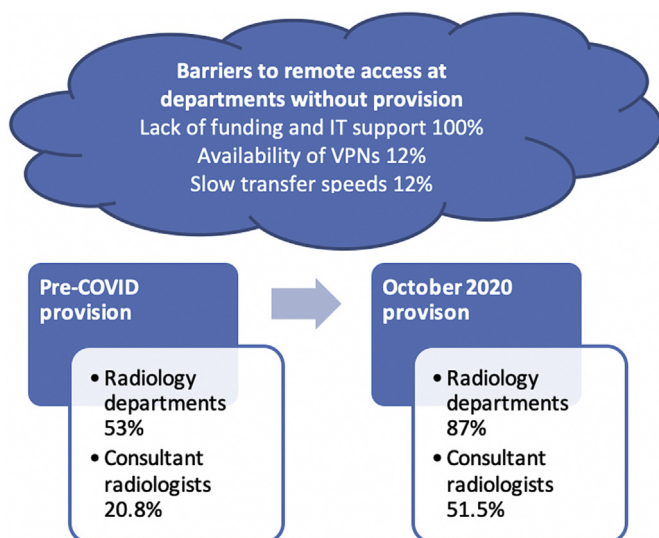 Barriers to remote access at
departments without provision
Lack of funding and IT support 100%
Availability of VPNs 12%
Slow transfer speeds 12%
Pre-COVID
provision
• Radiology
departments
53%
• Consultant
radiologists
20.8%
October 2020
provison
• Radiology
departments
87%
• Consultant
radiologists
51.5%